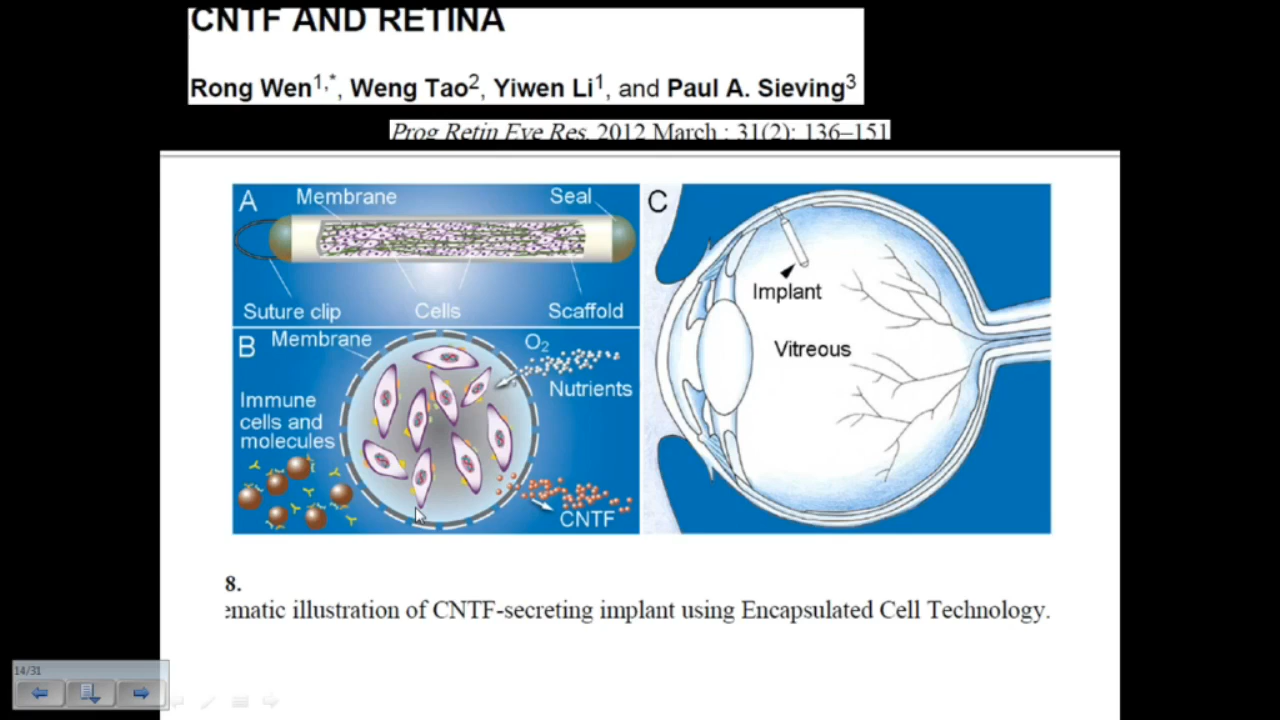 CNTF AND RETINA
Rong Wen1,*, Weng Tao2, Yiwen Li1, and Paul A. Sieving3
Prog Retin Eye Res. 2012 March ; 31(2): 136–151
A
Membrane
Seal
Suture clip
Cells
Scaffold
B
Membrane
O2
Nutrients
Immune
cells and
molecules
CNTF
C
Implant
Vitreous
8.
ematic illustration of CNTF-secreting implant using Encapsulated Cell Technology.
14/31